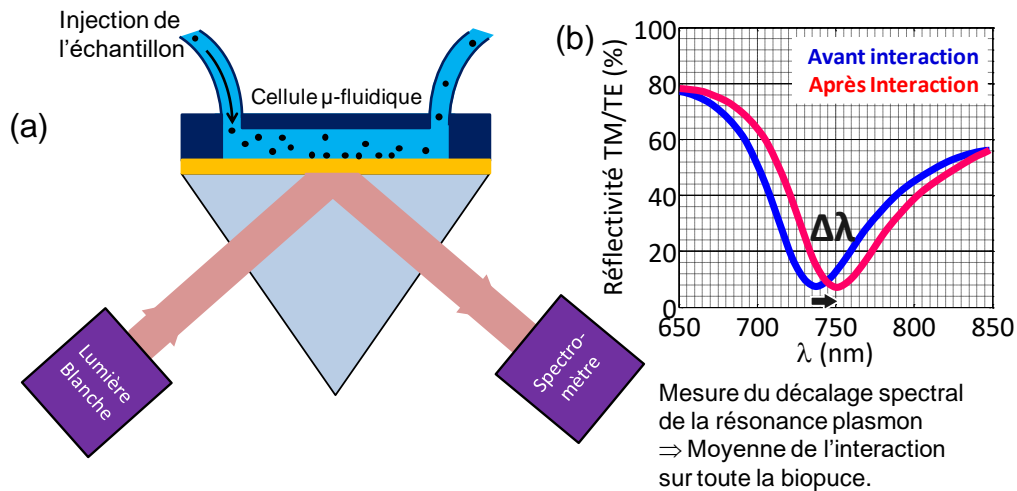 Injection de
l'échantillon
(a)
Cellule µ-fluidique
Lumière
Blanche
Spectro-
mètre
(b)
Réflectivité TM/TE (%)
100
80
60
40
20
0
Avant interaction
Après Interaction
Δλ
650 700 750 800 850
λ (nm)
Mesure du décalage spectral
de la résonance plasmon
⇒ Moyenne de l'interaction
sur toute la biopuce.